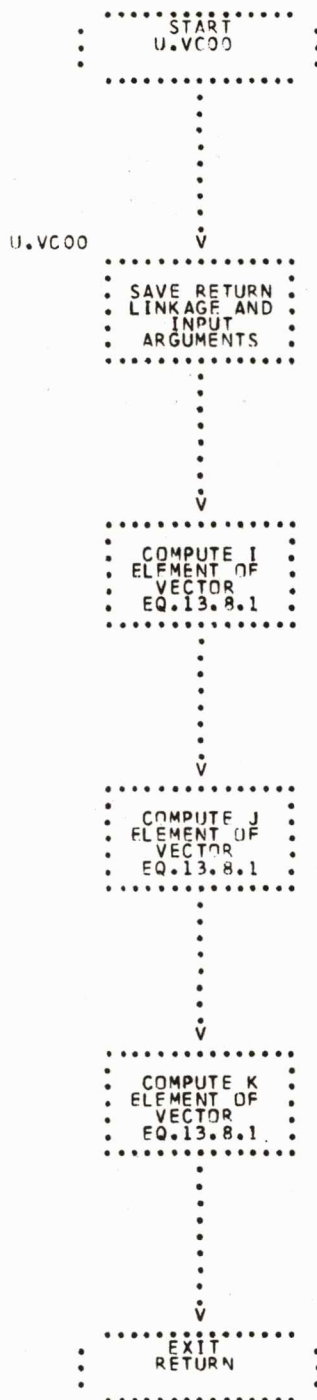 START
U.VC00
U.VC00
SAVE RETURN
LINKAGE AND
INPUT
ARGUMENTS
COMPUTE I
ELEMENT OF
VECTOR
EQ.13.8.1
COMPUTE J
ELEMENT OF
VECTOR
EQ.13.8.1
COMPUTE K
ELEMENT OF
VECTOR
EQ.13.8.1
EXIT
RETURN